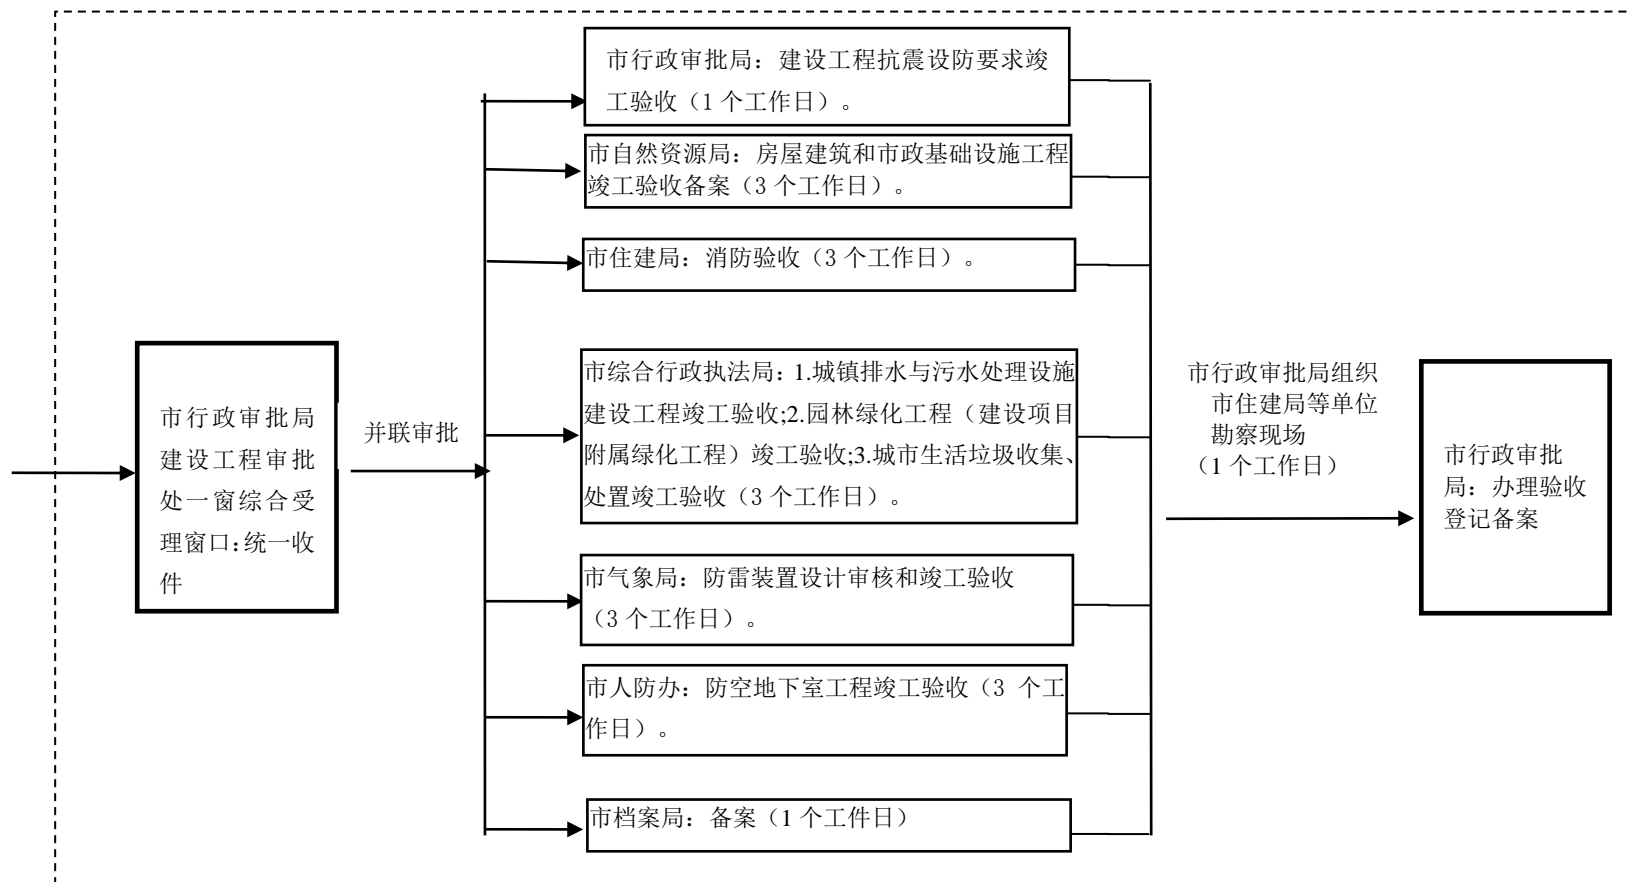 市行政审批局：建设工程抗震设防要求竣
工验收（1 个工作日）。
市自然资源局：房屋建筑和市政基础设施工程
竣工验收备案（3 个工作日）。
市住建局：消防验收（3 个工作日）。
市综合行政执法局：1.城镇排水与污水处理设施
建设工程竣工验收;2.园林绿化工程（建设项目
附属绿化工程）竣工验收;3.城市生活垃圾收集、
处置竣工验收（3 个工作日）。
市行政审批局
建设工程审批
处一窗综合受
理窗口：统一收
件
并联审批
市行政审批局组织
市住建局等单位
勘察现场
（1 个工作日）
市行政审批
局：办理验收
登记备案
市气象局：防雷装置设计审核和竣工验收
（3 个工作日）。
市人防办：防空地下室工程竣工验收（3 个工
作日）。
市档案局：备案（1 个工件日）